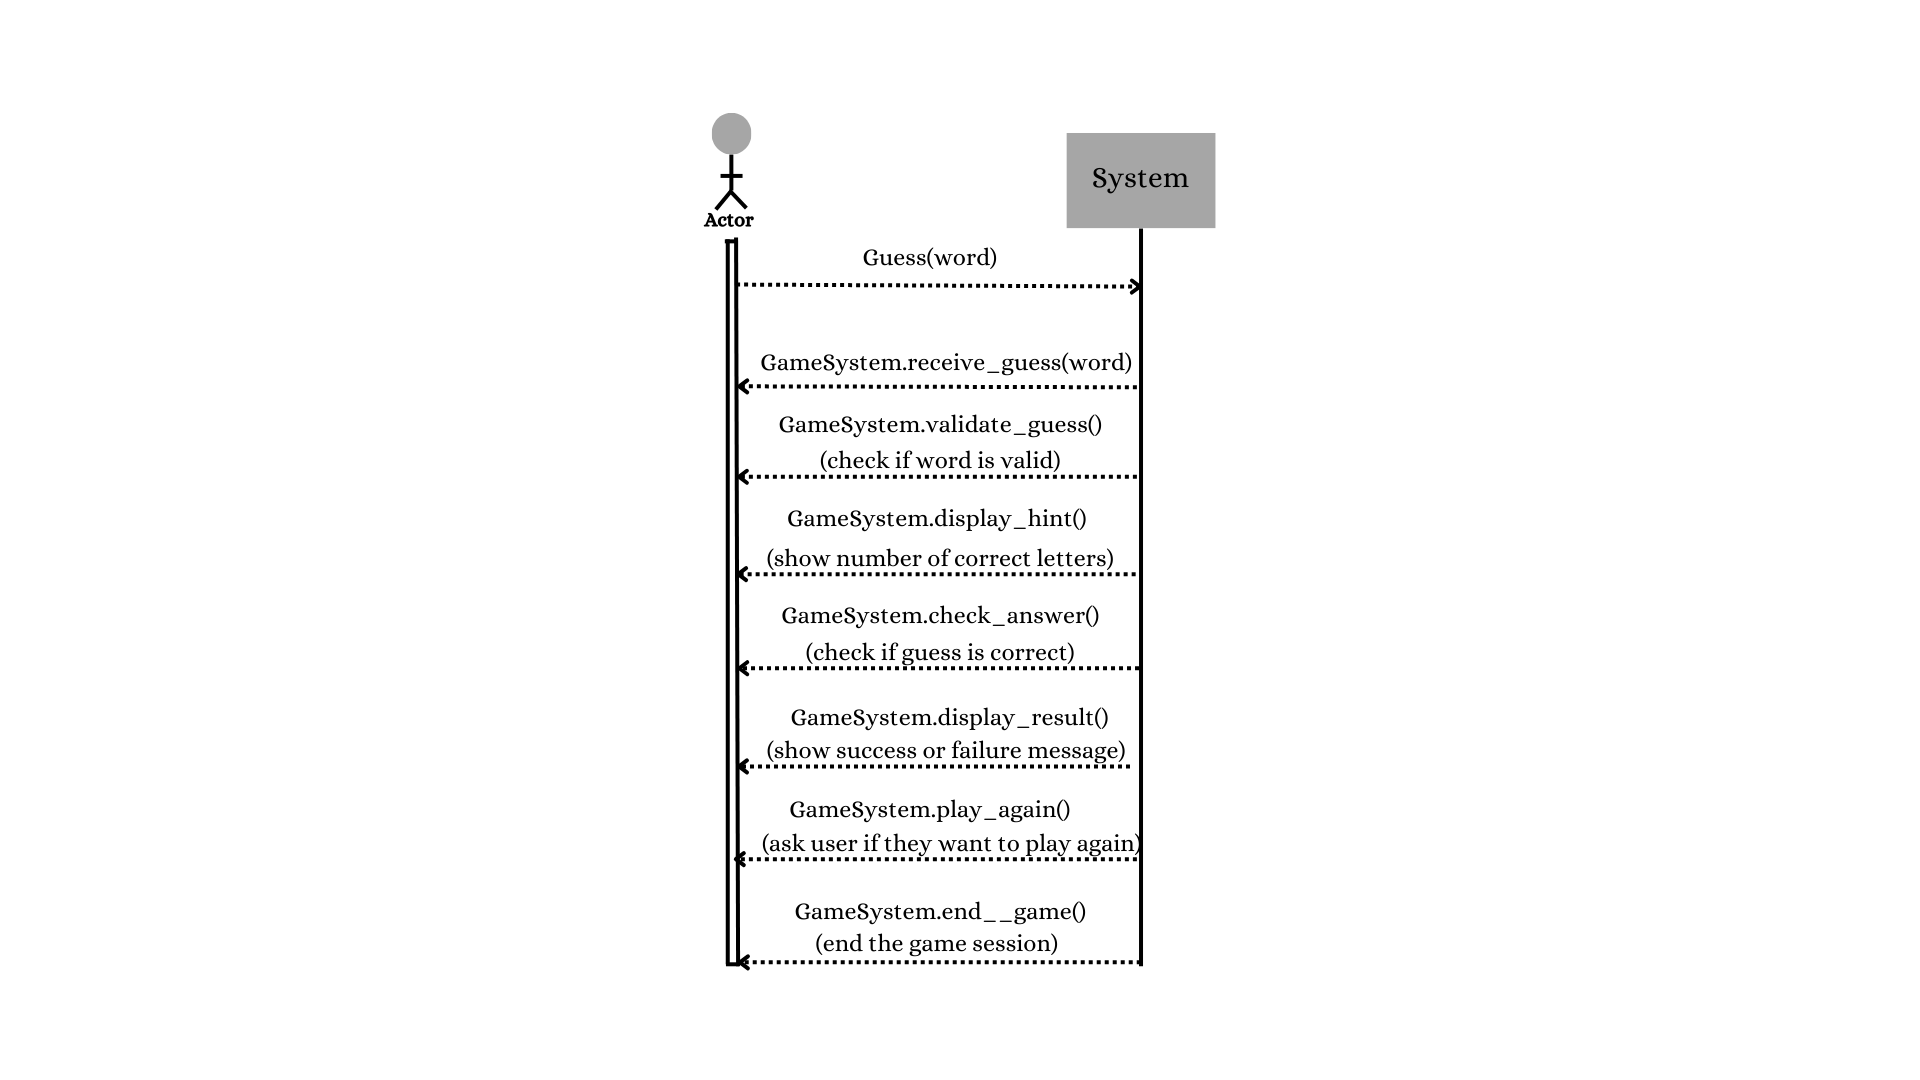 System
Actor
Guess(word)
GameSystem.receive_guess(word)
GameSystem.validate_guess()
(check if word is valid)
GameSystem.display_hint()
(show number of correct letters)
GameSystem.check_answer()
(check if guess is correct)
GameSystem.display_result()
(show success or failure message)
GameSystem.play_again()
(ask user if they want to play again)
GameSystem.end__game()
(end the game session)